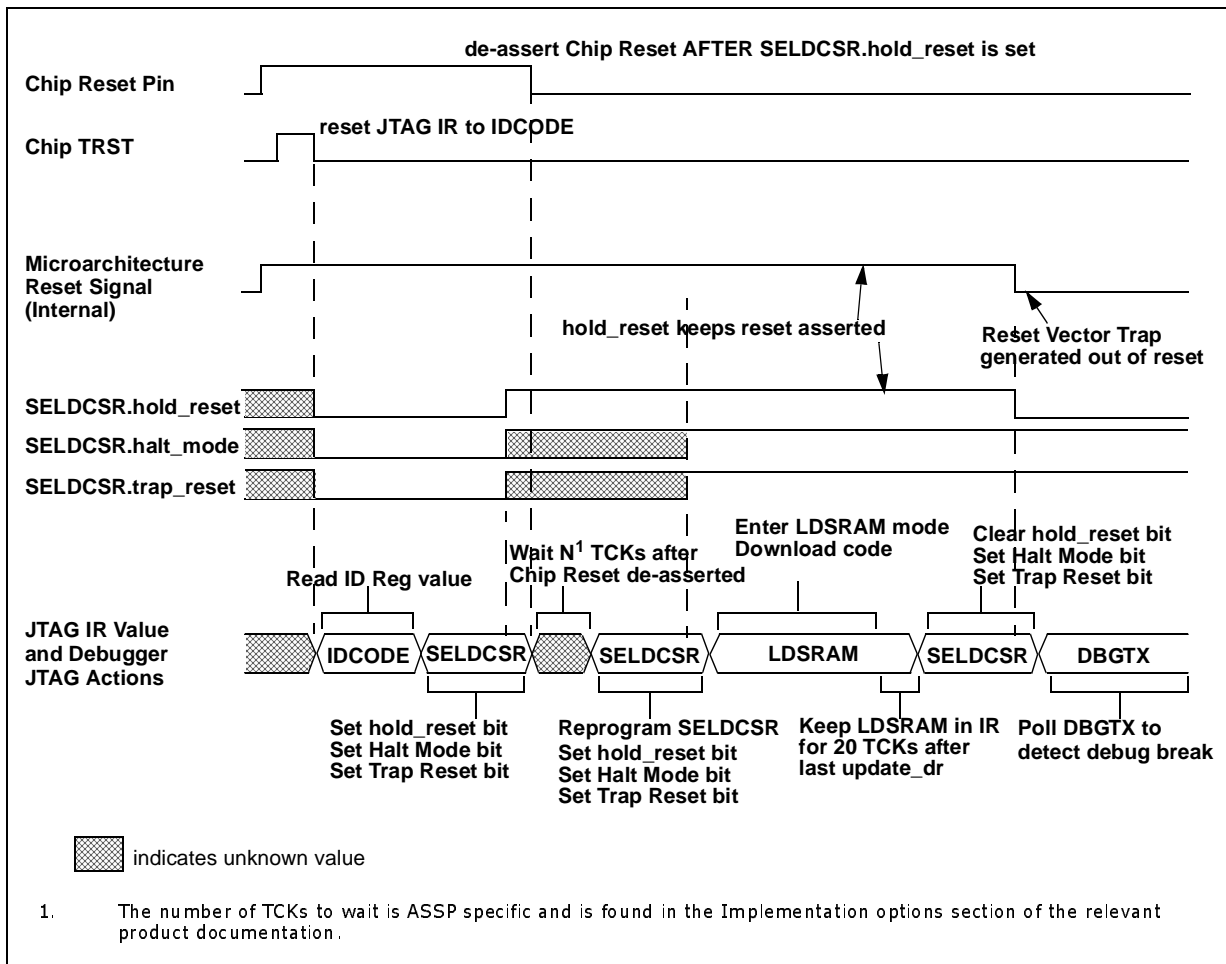 de-assert Chip Reset AFTER SELDCSR.hold_reset is set
Chip Reset Pin
reset JTAG IR to IDCODE
Chip TRST
Microarchitecture
Reset Signal
(Internal)
hold_reset keeps reset asserted
Reset Vector Trap
generated out of reset
SELDCSR.hold_reset
SELDCSR.halt_mode
SELDCSR.trap_reset
Read ID Reg value
Wait N1 TCKs after
Chip Reset de-asserted
Enter LDSRAM mode
Download code
Clear hold_reset bit
Set Halt Mode bit
Set Trap Reset bit
JTAG IR Value
and Debugger
JTAG Actions
IDCODE
SELDCSR
SELDCSR
LDSRAM
SELDCSR
DBGTX
Set hold_reset bit
Set Halt Mode bit
Set Trap Reset bit
Reprogram SELDCSR
Set hold_reset bit
Set Halt Mode bit
Set Trap Reset bit
Keep LDSRAM in IR
for 20 TCKs after
last update_dr
Poll DBGTX to
detect debug break
indicates unknown value
1. The number of TCKs to wait is ASSP specific and is found in the Implementation options section of the relevant
product documentation.